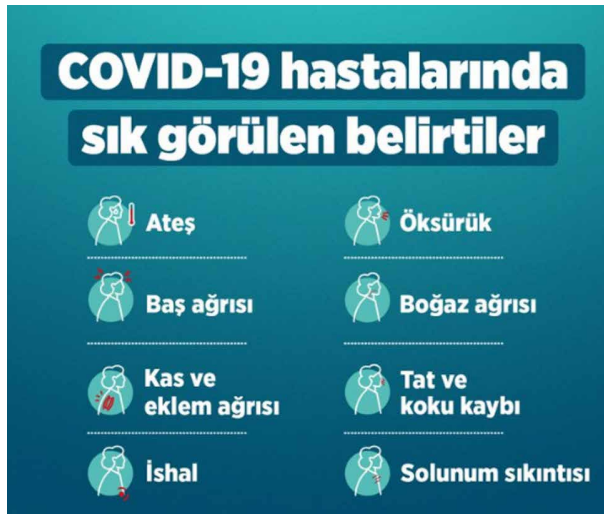 COVID-19 hastalarında
sık görülen belirtiler
Ateş
Öksürük
Baş ağrısı
Boğaz ağrısı
Kas ve
eklem ağrısı
Tat ve
koku kaybı
İshal
Solunum sıkıntısı